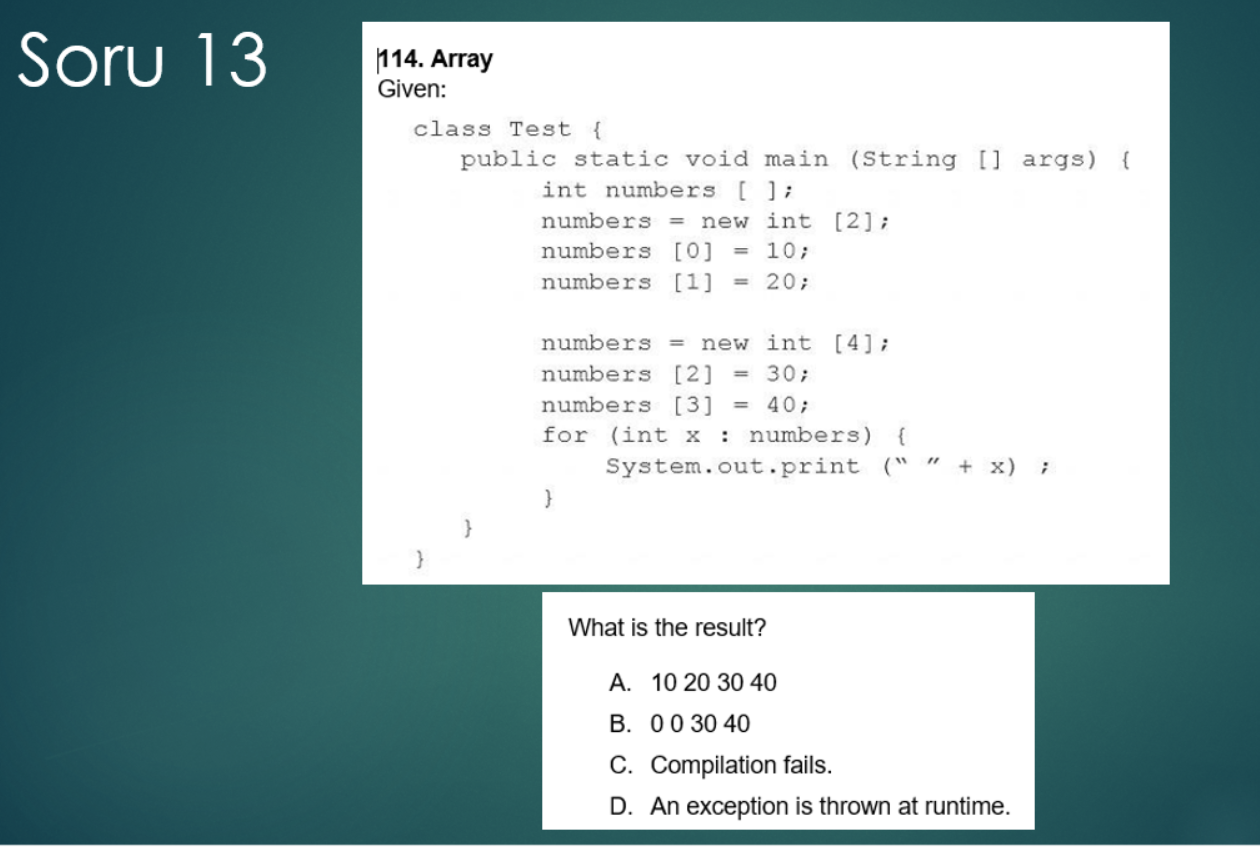 Soru 13
114. Array
Given:
class Test {
public static void main (String [] args) {
int numbers [ ];
numbers = new int [2];
numbers [0] = 10;
numbers [1] = 20;
numbers = new int [4];
numbers [2] = 30;
numbers [3] = 40;
for (int x : numbers) {
System.out.print (“ ” + x) ;
}
}
}
What is the result?
A. 10 20 30 40
B. 0 0 30 40
C. Compilation fails.
D. An exception is thrown at runtime.